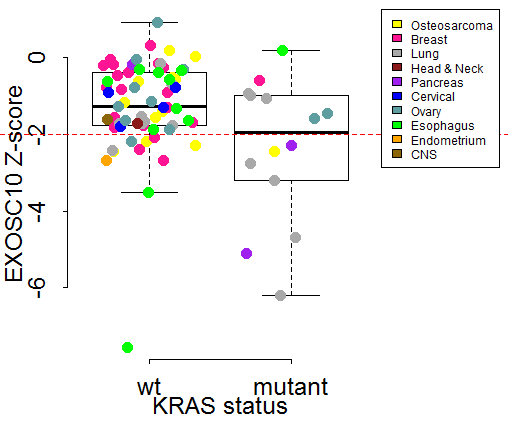 EXOSC10 Z-score
0
-2
-4
-6
wt
mutant
KRAS status
Osteosarcoma
Breast
Lung
Head & Neck
Pancreas
Cervical
Ovary
Esophagus
Endometrium
CNS